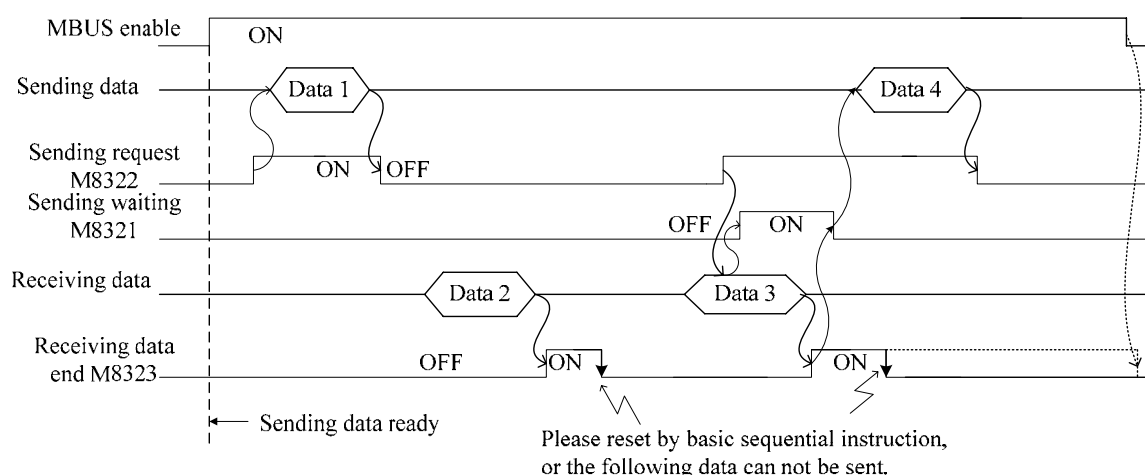 MBUS enable
ON
Sending data
Data 1
Data 4
Sending request
M8322
ON
OFF
Sending waiting
M8321
OFF
ON
Receiving data
Data 2
Data 3
Receiving data
end M8323
OFF
ON
ON
Sending data ready
Please reset by basic sequential instruction,
or the following data can not be sent.